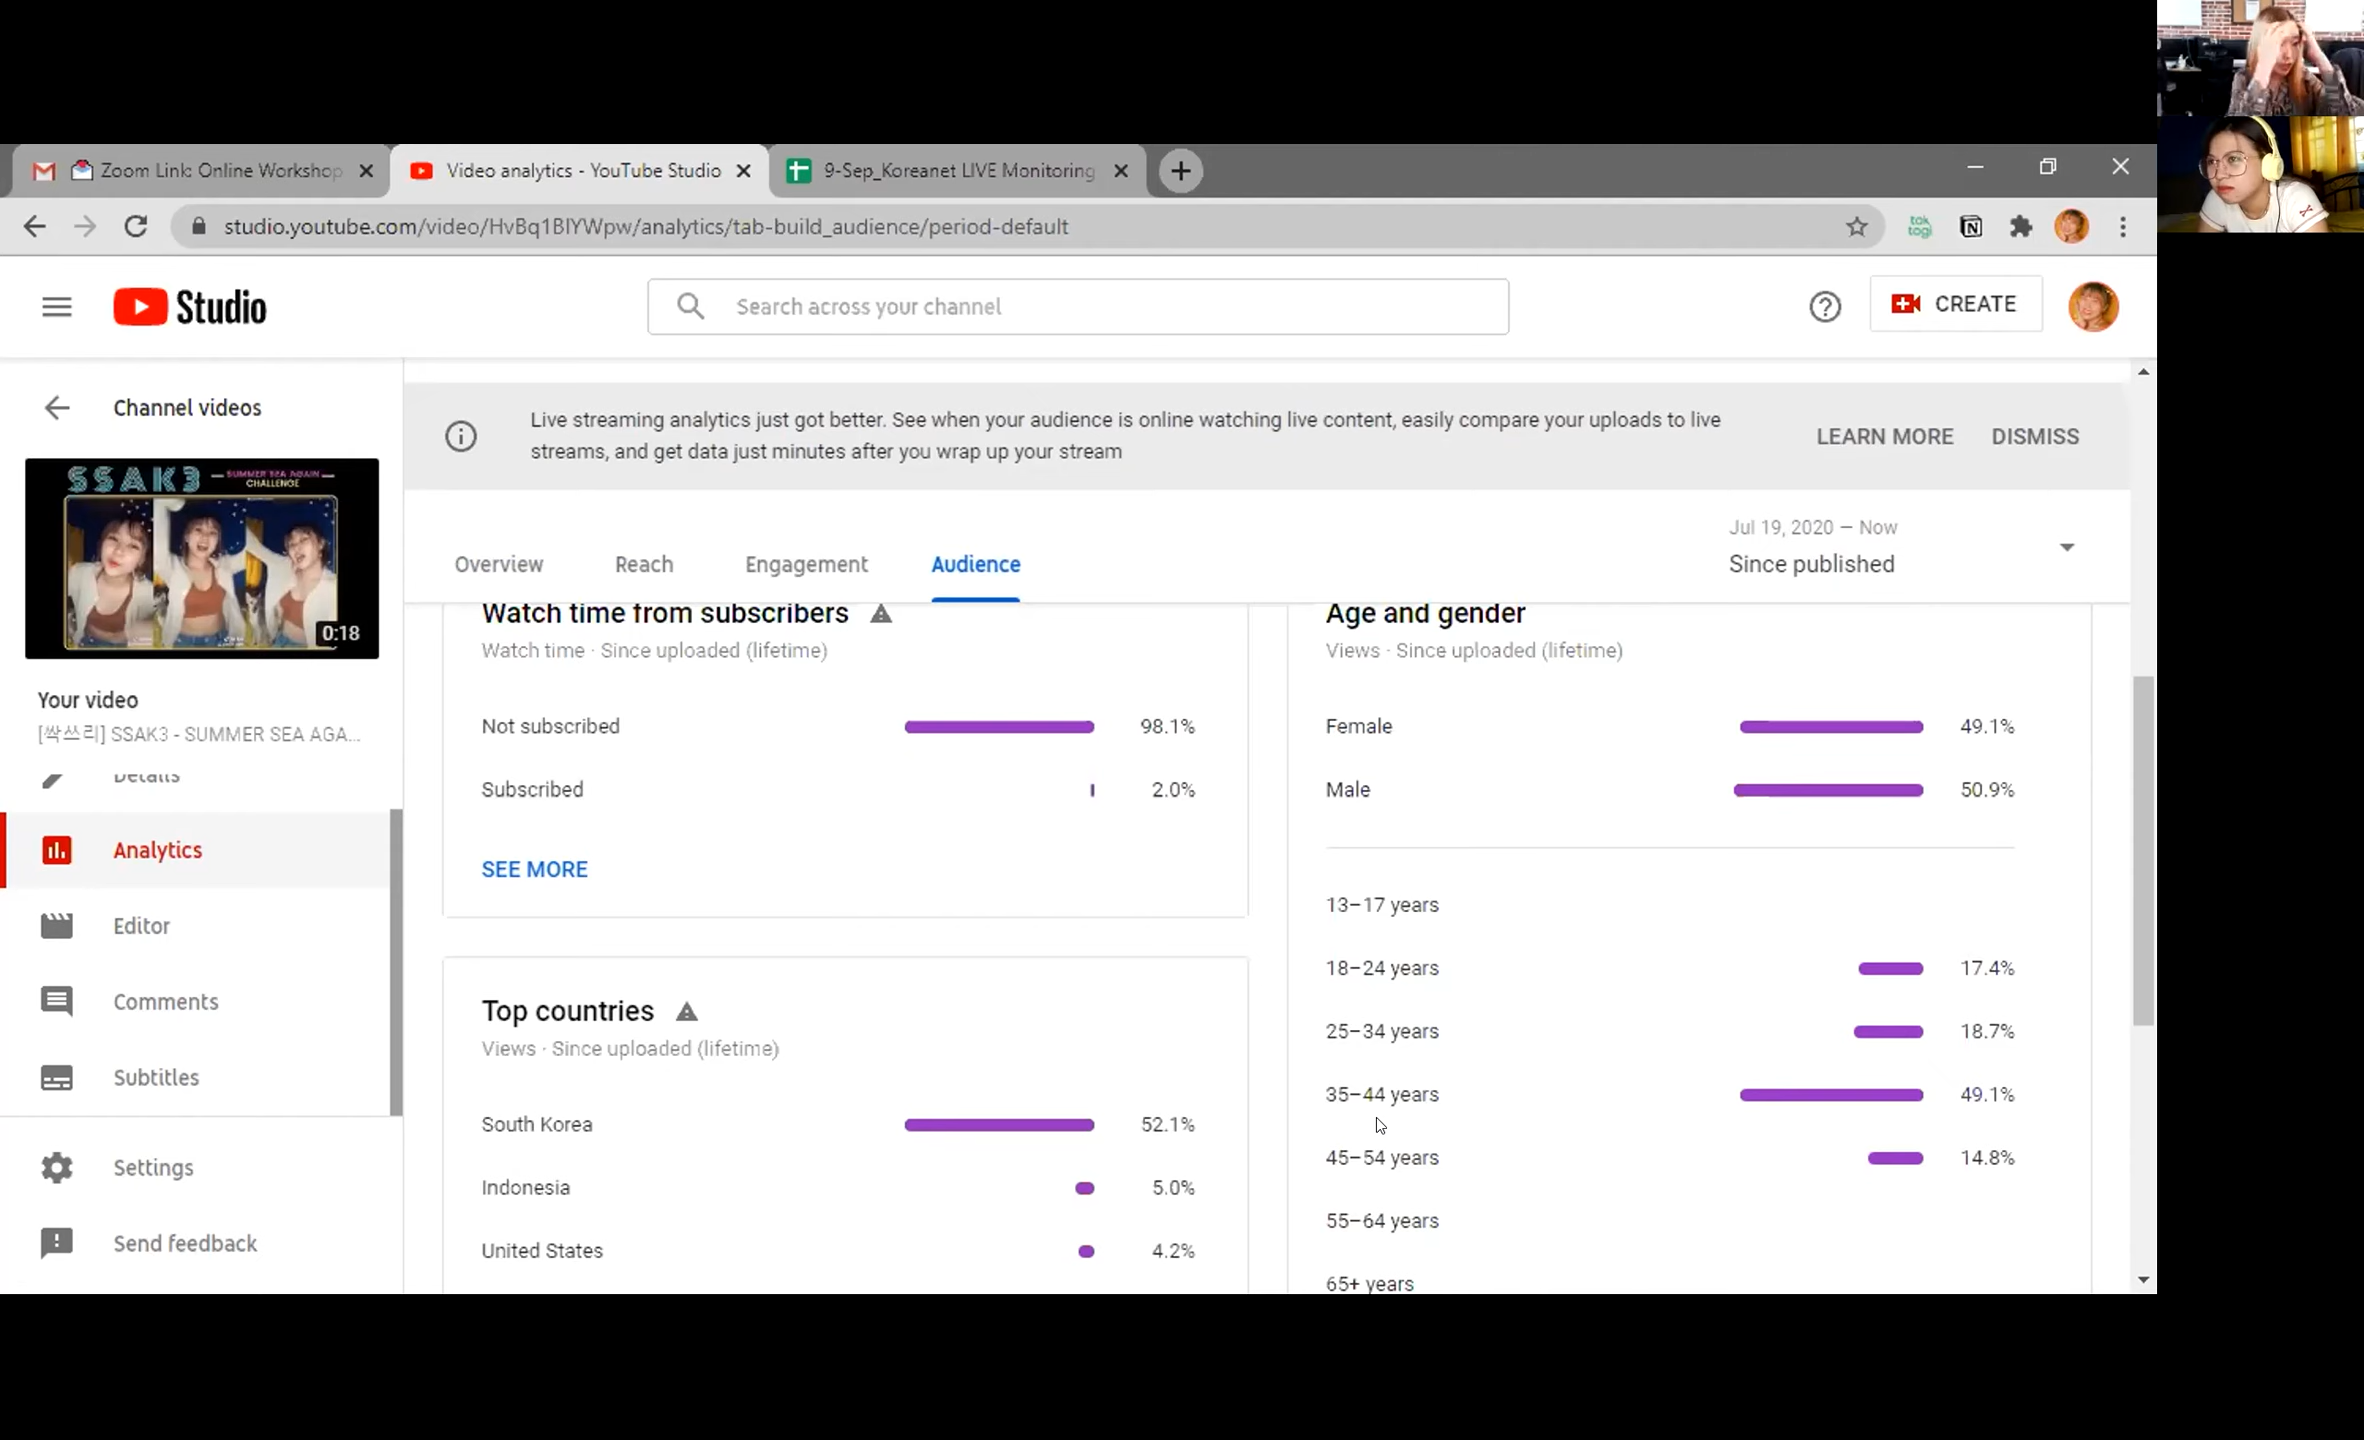 Zoom Link: Online Workshop
Video analytics - YouTube Studio
9-Sep_Koreanet LIVE Monitoring
studio.youtube.com/video/HvBq1BIYWpw/analytics/tab-build_audience/period-default
tok
togi
Studio
Search across your channel
CREATE
Channel videos
Live streaming analytics just got better. See when your audience is online watching live content, easily compare your uploads to live
streams, and get data just minutes after you wrap up your stream
LEARN MORE
DISMISS
SSAK3
SUMMER SEA AGAIN
CHALLENGE
0:18
Overview
Reach
Engagement
Audience
Jul 19, 2020 – Now
Since published
Your video
[싹쓰리] SSAK3 - SUMMER SEA AGA...
Details
Analytics
Editor
Comments
Subtitles
Settings
Send feedback
Watch time from subscribers
Watch time · Since uploaded (lifetime)
Not subscribed 98.1%
Subscribed 2.0%
SEE MORE
Top countries
Views · Since uploaded (lifetime)
South Korea 52.1%
Indonesia 5.0%
United States 4.2%
Age and gender
Views · Since uploaded (lifetime)
Female 49.1%
Male 50.9%
13–17 years
18–24 years 17.4%
25–34 years 18.7%
35–44 years 49.1%
45–54 years 14.8%
55–64 years
65+ years